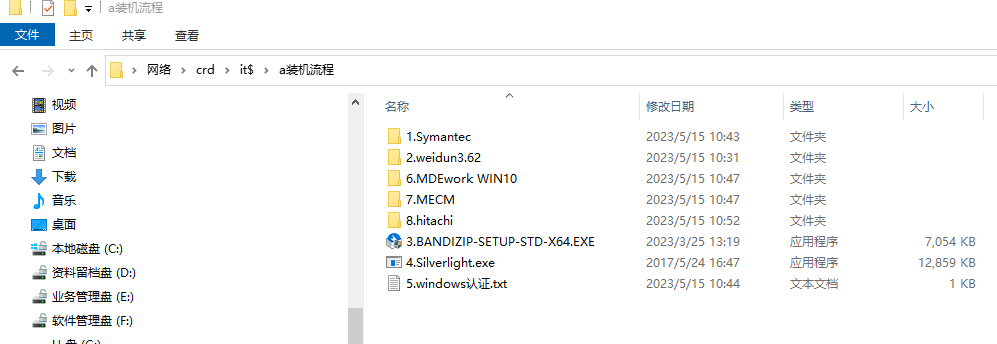 a装机流程
文件 主页 共享 查看
网络 crd it$ a装机流程
名称 修改日期 类型 大小
视频
图片
文档
下载
音乐
桌面
本地磁盘 (C:)
资料留档盘 (D:)
业务管理盘 (E:)
软件管理盘 (F:)
1.Symantec 2023/5/15 10:43 文件夹
2.weidun3.62 2023/5/15 10:31 文件夹
6.MDEwork WIN10 2023/5/15 10:47 文件夹
7.MECM 2023/5/15 10:47 文件夹
8.hitachi 2023/5/15 10:52 文件夹
3.BANDIZIP-SETUP-STD-X64.EXE 2023/3/25 13:19 应用程序 7,054 KB
4.Silverlight.exe 2017/5/24 16:47 应用程序 12,859 KB
5.windows认证.txt 2023/5/15 10:44 文本文档 1 KB